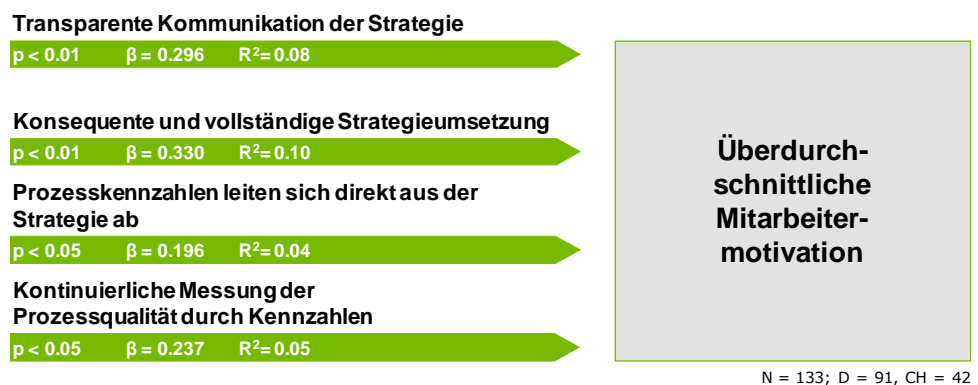 Transparente Kommunikation der Strategie
p < 0.01 β = 0.296 R²= 0.08
Konsequente und vollständige Strategieumsetzung
p < 0.01 β = 0.330 R²= 0.10
Prozesskennzahlen leiten sich direkt aus der
Strategie ab
p < 0.05 β = 0.196 R²= 0.04
Kontinuierliche Messung der
Prozessqualität durch Kennzahlen
p < 0.05 β = 0.237 R²= 0.05
Überdurch-
schnittliche
Mitarbeiter-
motivation
N = 133; D = 91, CH = 42